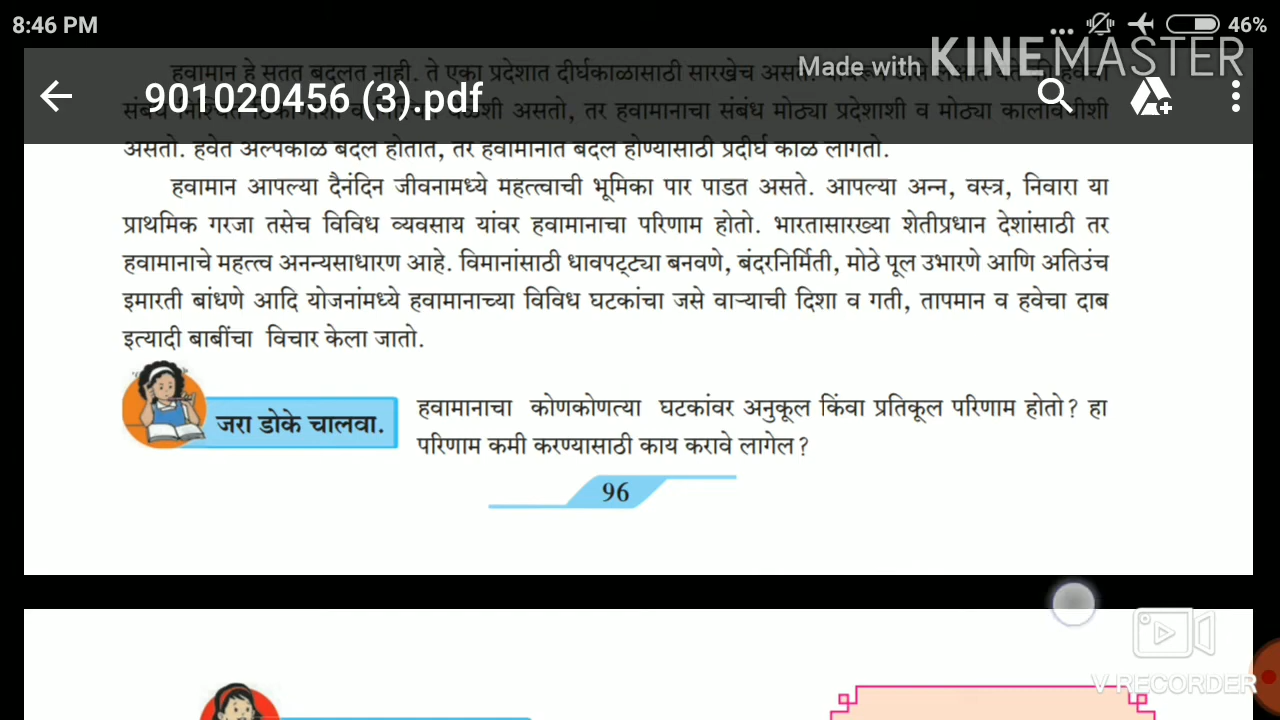 8:46 PM
46%
Made with KINEMASTER
हवामान हे सतत बदलत नाही. ते एका प्रदेशात दीर्घकाळासाठी सारखेच असते.
901020456 (3).pdf
असतो, तर हवामानाचा संबंध मोठ्या प्रदेशाशी व मोठ्या कालावधीशी
असतो. हवेत अल्पकाळ बदल होतात, तर हवामानात बदल होण्यासाठी प्रदीर्घ काळ लागतो.
हवामान आपल्या दैनंदिन जीवनामध्ये महत्त्वाची भूमिका पार पाडत असते. आपल्या अन्न, वस्त्र, निवारा या
प्राथमिक गरजा तसेच विविध व्यवसाय यांवर हवामानाचा परिणाम होतो. भारतासारख्या शेतीप्रधान देशांसाठी तर
हवामानाचे महत्त्व अनन्यसाधारण आहे. विमानांसाठी धावपट्ट्या बनवणे, बंदरनिर्मिती, मोठे पूल उभारणे आणि अतिउंच
इमारती बांधणे आदि योजनांमध्ये हवामानाच्या विविध घटकांचा जसे वाऱ्याची दिशा व गती, तापमान व हवेचा दाब
इत्यादी बाबींचा विचार केला जातो.
जरा डोके चालवा.
हवामानाचा कोणकोणत्या घटकांवर अनुकूल किंवा प्रतिकूल परिणाम होतो? हा
परिणाम कमी करण्यासाठी काय करावे लागेल?
96
V RECORDER